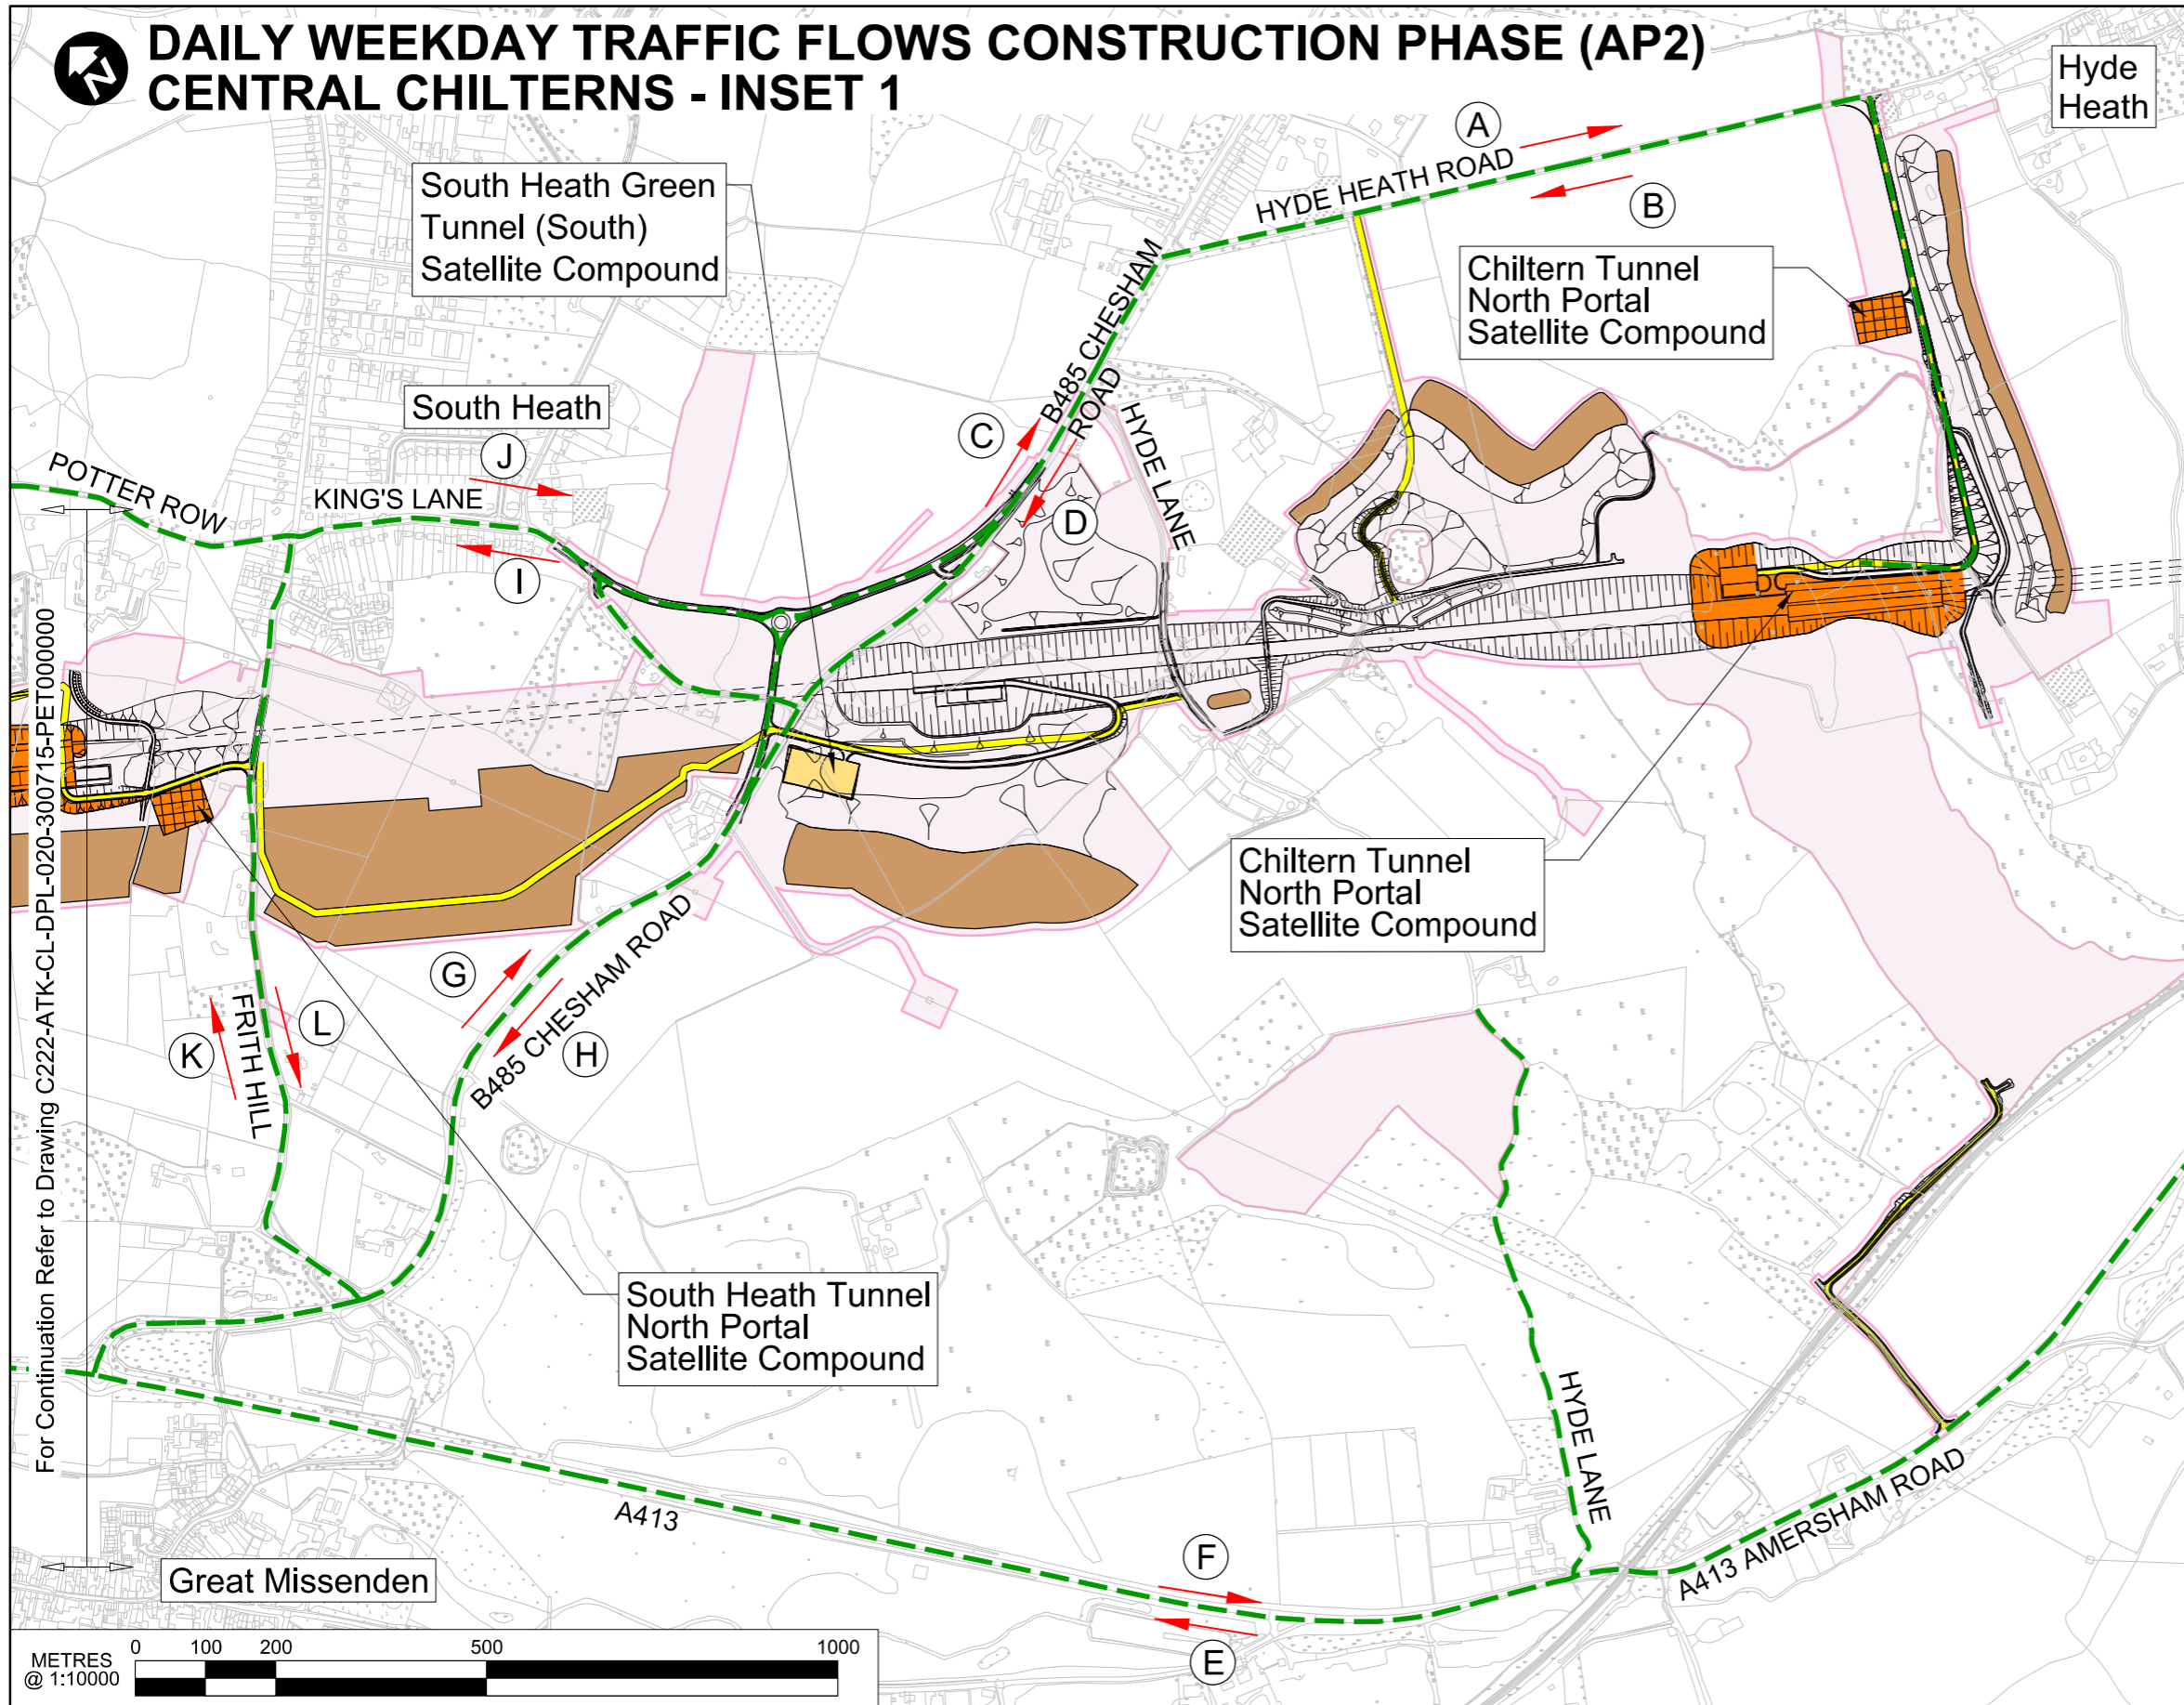 N
DAILY WEEKDAY TRAFFIC FLOWS CONSTRUCTION PHASE (AP2)
CENTRAL CHILTERNS - INSET 1
Hyde
Heath
A
HYDE HEATH ROAD
B
South Heath Green
Tunnel (South)
Satellite Compound
Chiltern Tunnel
North Portal
Satellite Compound
South Heath
J
C
B485 CHESHAM
ROAD
HYDE LANE
POTTER ROW
KING'S LANE
D
I
For Continuation Refer to Drawing C222-ATK-CL-DPL-020-300715-PET000000
Chiltern Tunnel
North Portal
Satellite Compound
G
B485 CHESHAM ROAD
H
K
FRITH HILL
L
South Heath Tunnel
North Portal
Satellite Compound
HYDE LANE
A413
A413 AMERSHAM ROAD
F
E
Great Missenden
METRES
@ 1:10000
0 100 200 500 1000